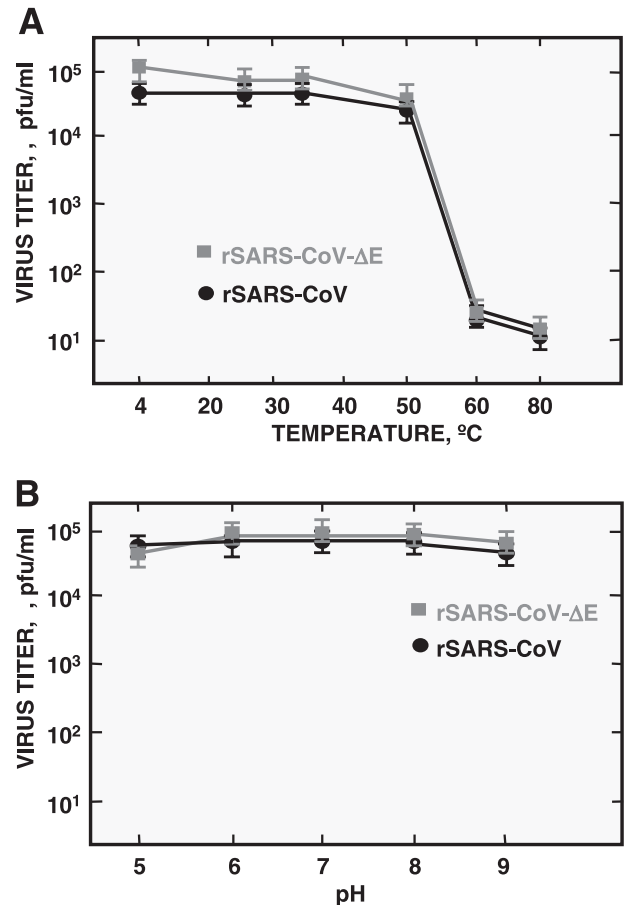 A
VIRUS TITER, , pfu/ml
10⁵
10⁴
10³
10²
10¹
rSARS-CoV-ΔE
rSARS-CoV
4 20 30 40 50 60 80
TEMPERATURE, ºC
B
VIRUS TITER, , pfu/ml
10⁵
10⁴
10³
10²
10¹
rSARS-CoV-ΔE
rSARS-CoV
5 6 7 8 9
pH